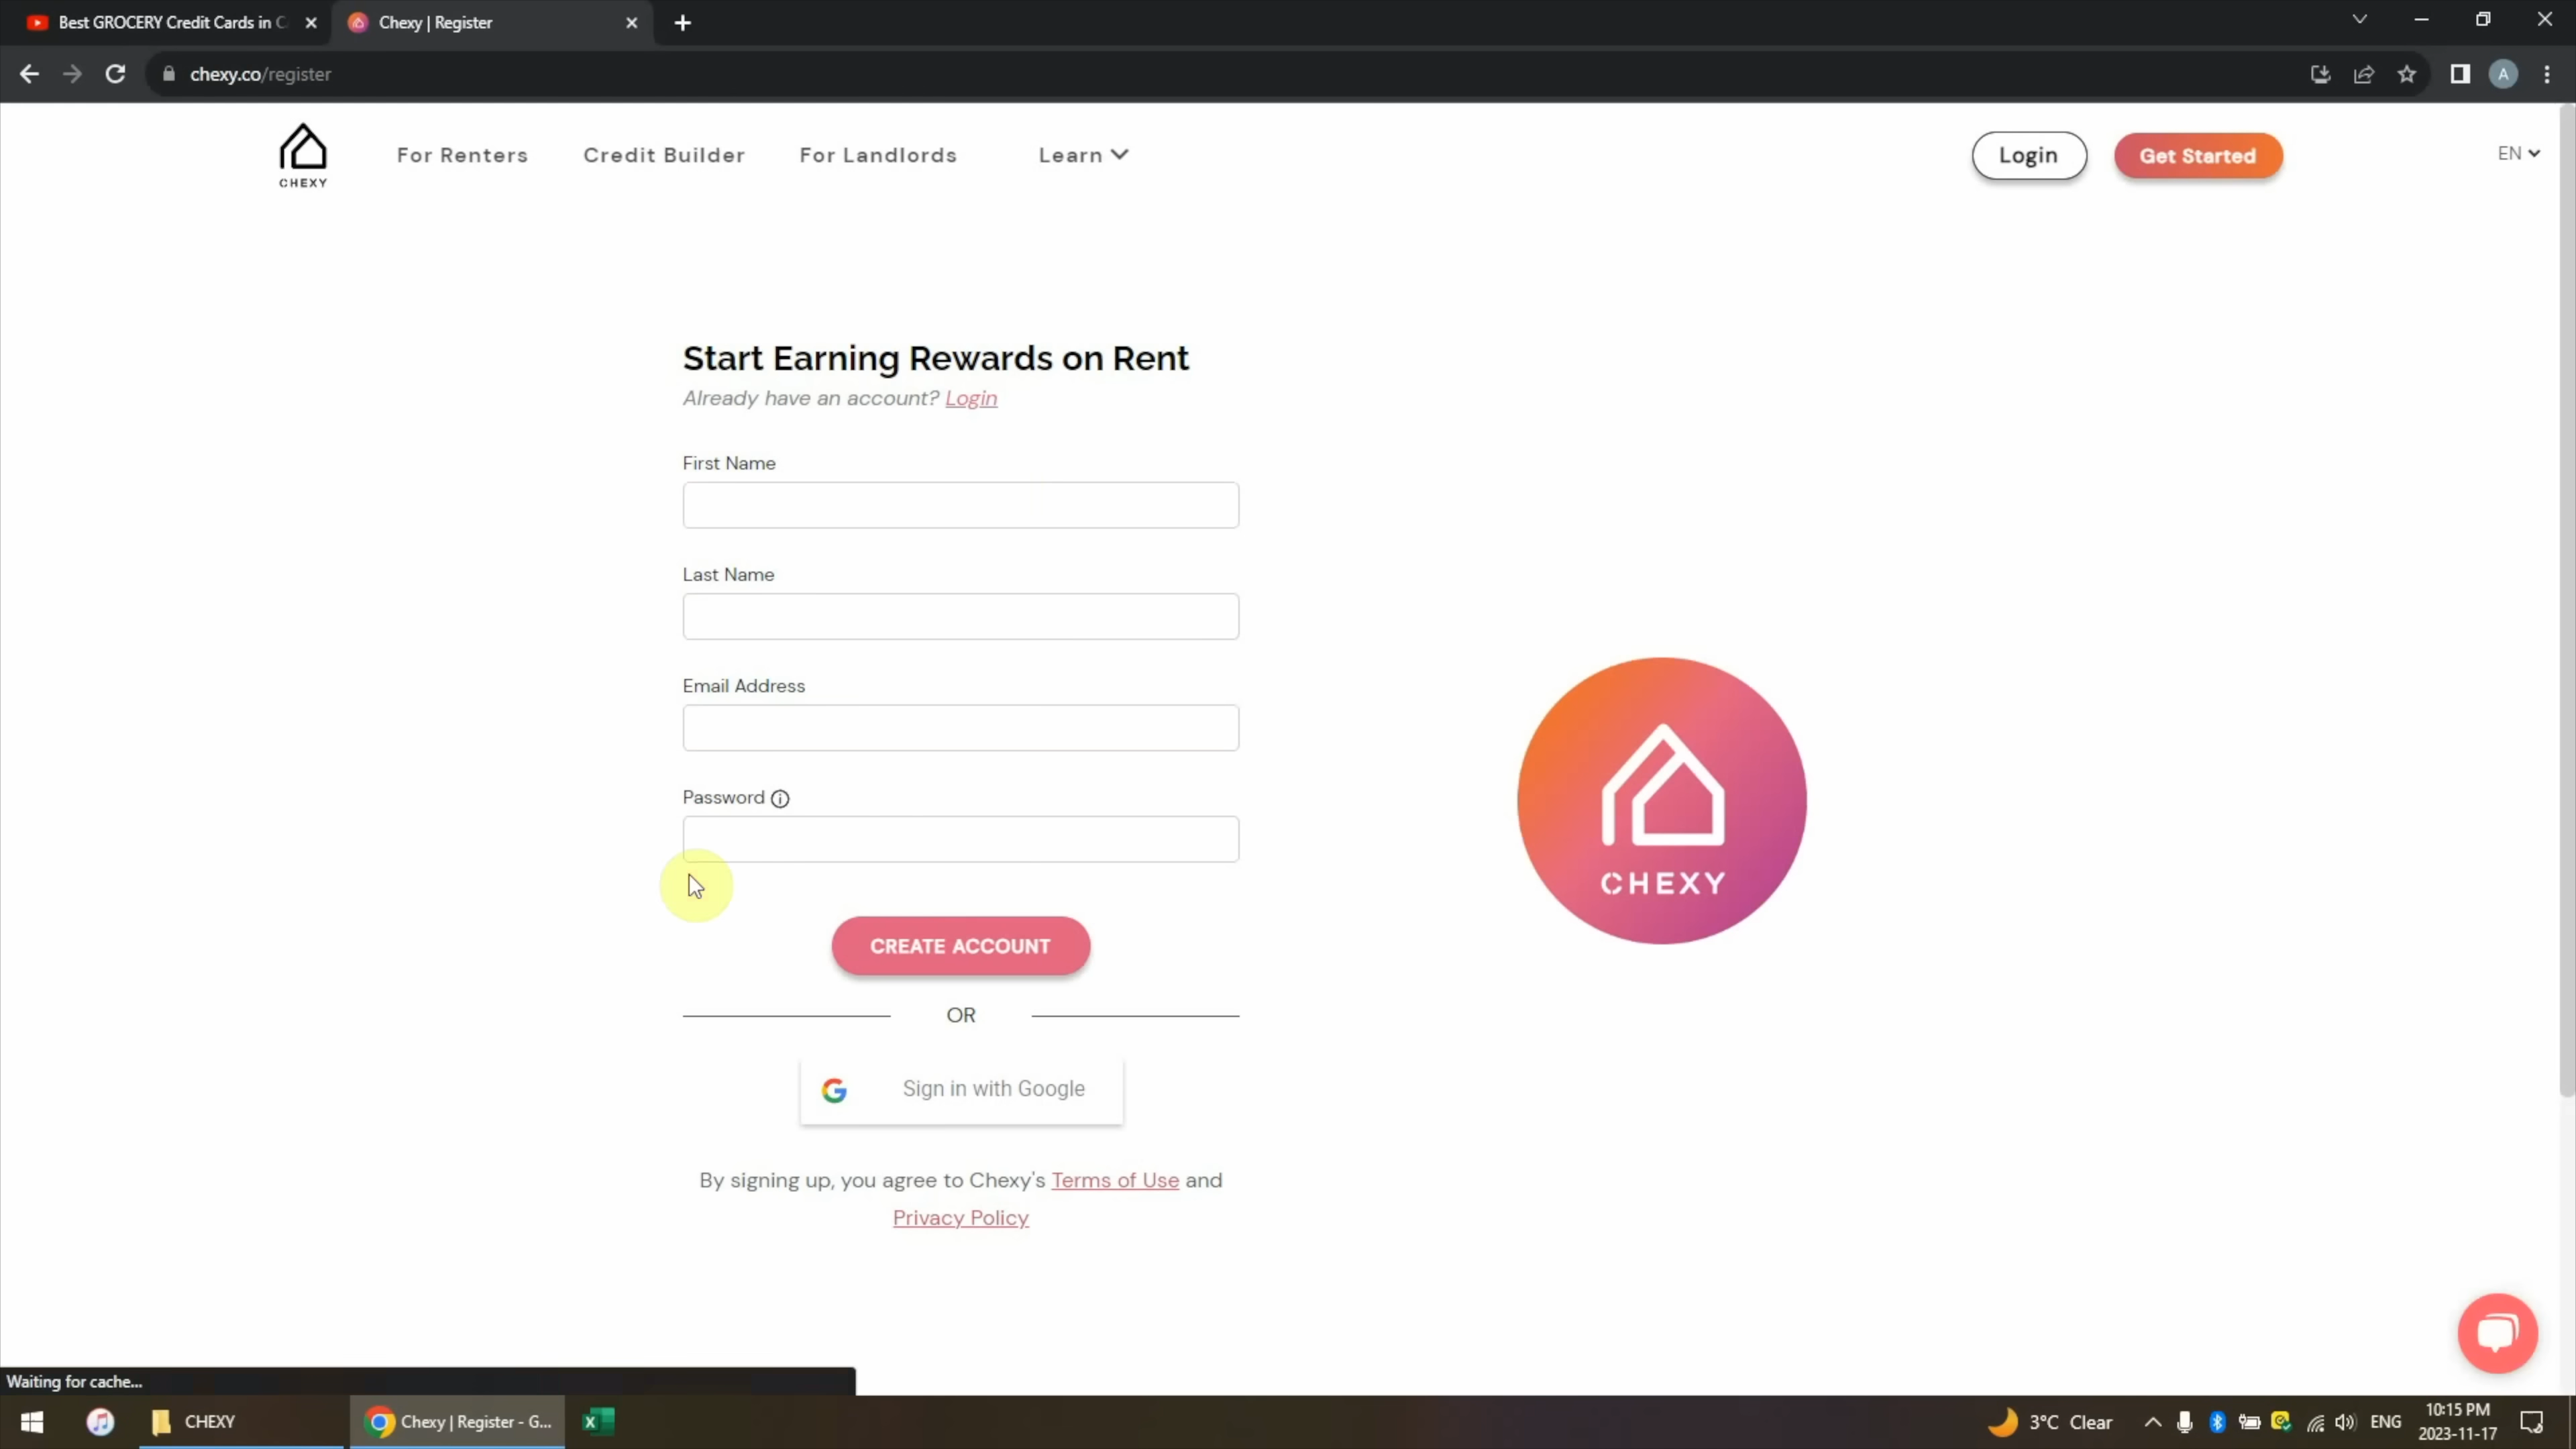 Best GROCERY Credit Cards in C
Chexy | Register
chexy.co/register
A
CHEXY
For Renters
Credit Builder
For Landlords
Learn
Login
Get Started
EN
Start Earning Rewards on Rent
Already have an account? Login
First Name
Last Name
Email Address
Password
CREATE ACCOUNT
OR
Sign in with Google
By signing up, you agree to Chexy's Terms of Use and
Privacy Policy
CHEXY
Waiting for cache...
CHEXY
Chexy | Register - G...
3°C Clear
ENG
10:15 PM
2023-11-17